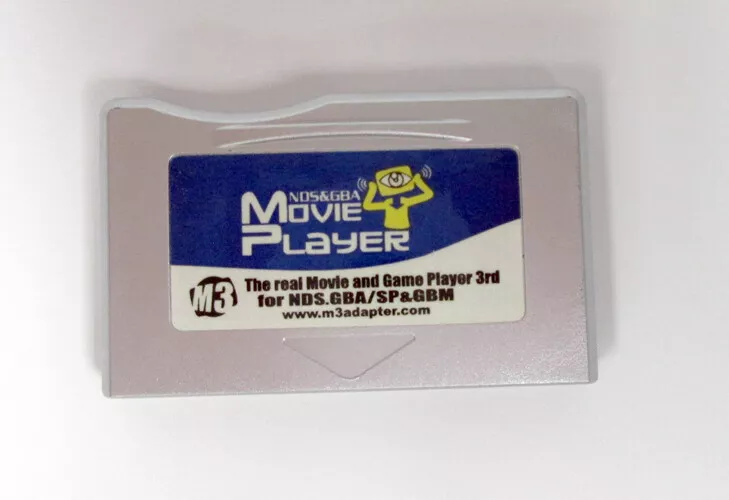 NDS&GBA
MOVIE
PLAYER
M3
The real Movie and Game Player 3rd
for NDS.GBA/SP&GBM
www.m3adapter.com